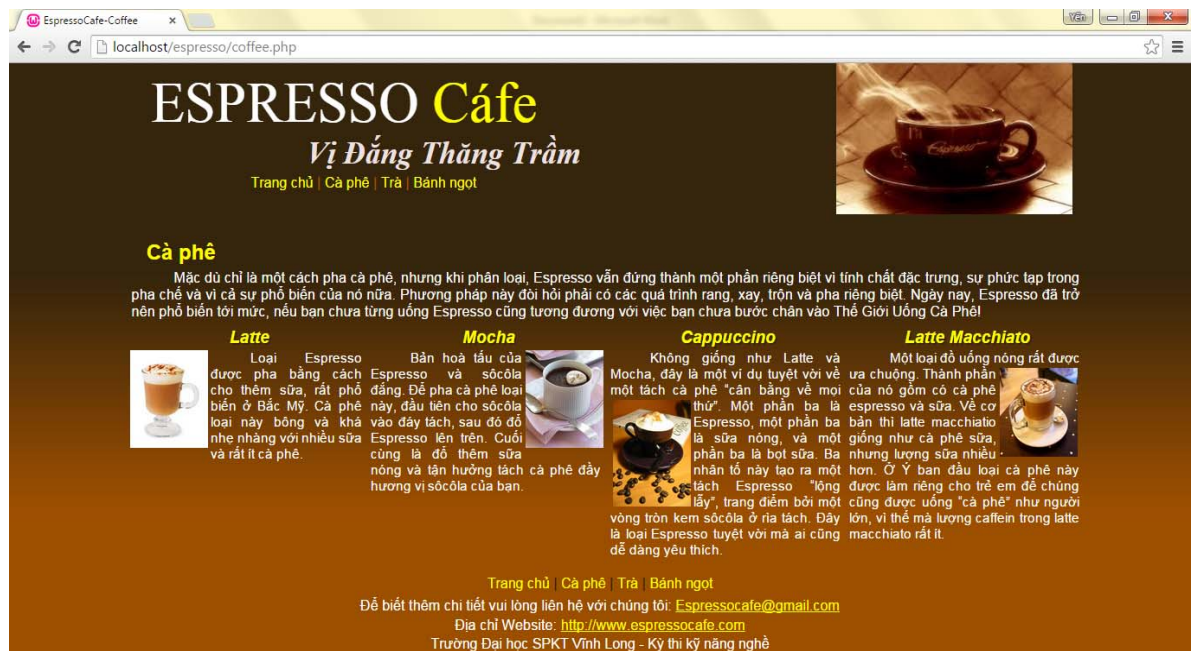 EspressoCafe-Coffee
Yến
localhost/espresso/coffee.php
ESPRESSO Cáfe
Vị Đắng Thăng Trầm
Trang chủ | Cà phê | Trà | Bánh ngọt
Cà phê
Mặc dù chỉ là một cách pha cà phê, nhưng khi phân loại, Espresso vẫn đứng thành một phần riêng biệt vì tính chất đặc trưng, sự phức tạp trong
pha chế và vì cả sự phổ biến của nó nữa. Phương pháp này đòi hỏi phải có các quá trình rang, xay, trộn và pha riêng biệt. Ngày nay, Espresso đã trở
nên phổ biến tới mức, nếu bạn chưa từng uống Espresso cũng tương đương với việc bạn chưa bước chân vào Thế Giới Uống Cà Phê!
Latte
Loại Espresso
được pha bằng cách
cho thêm sữa, rất phổ
biến ở Bắc Mỹ. Cà phê
loại này bông và khá
nhẹ nhàng với nhiều sữa
và rất ít cà phê.
Mocha
Bản hoà tấu của
Espresso và sôcôla
đắng. Để pha cà phê loại
này, đầu tiên cho sôcôla
vào đáy tách, sau đó đổ
Espresso lên trên. Cuối
cùng là đổ thêm sữa
nóng và tận hưởng tách cà phê đầy
hương vị sôcôla của bạn.
Cappuccino
Không giống như Latte và
Mocha, đây là một ví dụ tuyệt vời về
một tách cà phê "cân bằng về mọi
thứ". Một phần ba là
Espresso, một phần ba
là sữa nóng, và một
phần ba là bọt sữa. Ba
nhân tố này tạo ra một
tách Espresso "lộng
lẫy", trang điểm bởi một
vòng tròn kem sôcôla ở rìa tách. Đây
là loại Espresso tuyệt vời mà ai cũng
dễ dàng yêu thích.
Latte Macchiato
Một loại đồ uống nóng rất được
ưa chuộng. Thành phần
của nó gồm có cà phê
espresso và sữa. Về cơ
bản thì latte macchiatio
giống như cà phê sữa,
nhưng lượng sữa nhiều
hơn. Ở Ý ban đầu loại cà phê này
được làm riêng cho trẻ em để chúng
cũng được uống "cà phê" như người
lớn, vì thế mà lượng caffein trong latte
macchiato rất ít.
Trang chủ | Cà phê | Trà | Bánh ngọt
Để biết thêm chi tiết vui lòng liên hệ với chúng tôi: Espressocafe@gmail.com
Địa chỉ Website: http://www.espressocafe.com
Trường Đại học SPKT Vĩnh Long - Kỳ thi kỹ năng nghề